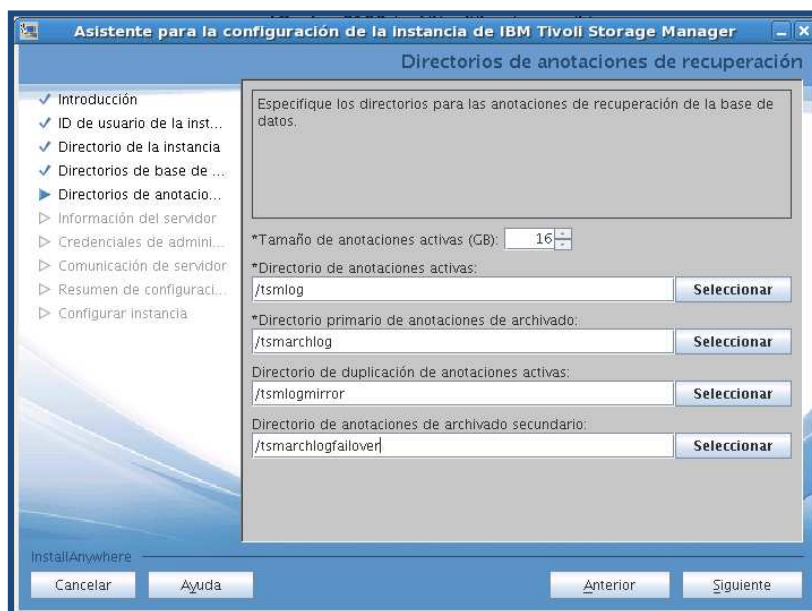 Asistente para la configuración de la instancia de IBM Tivoli Storage Manager
Directorios de anotaciones de recuperación
Introducción
ID de usuario de la inst...
Directorio de la instancia
Directorios de base de ...
Directorios de anotacio...
Información del servidor
Credenciales de admini...
Comunicación de servidor
Resumen de configuraci...
Configurar instancia
Especifique los directorios para las anotaciones de recuperación de la base de
datos.
*Tamaño de anotaciones activas (GB): 16
*Directorio de anotaciones activas:
/tsmlog Seleccionar
*Directorio primario de anotaciones de archivado:
/tsmarchlog Seleccionar
Directorio de duplicación de anotaciones activas:
/tsmlogmirror Seleccionar
Directorio de anotaciones de archivado secundario:
/tsmarchlogfailover Seleccionar
InstallAnywhere
Cancelar Ayuda Anterior Siguiente